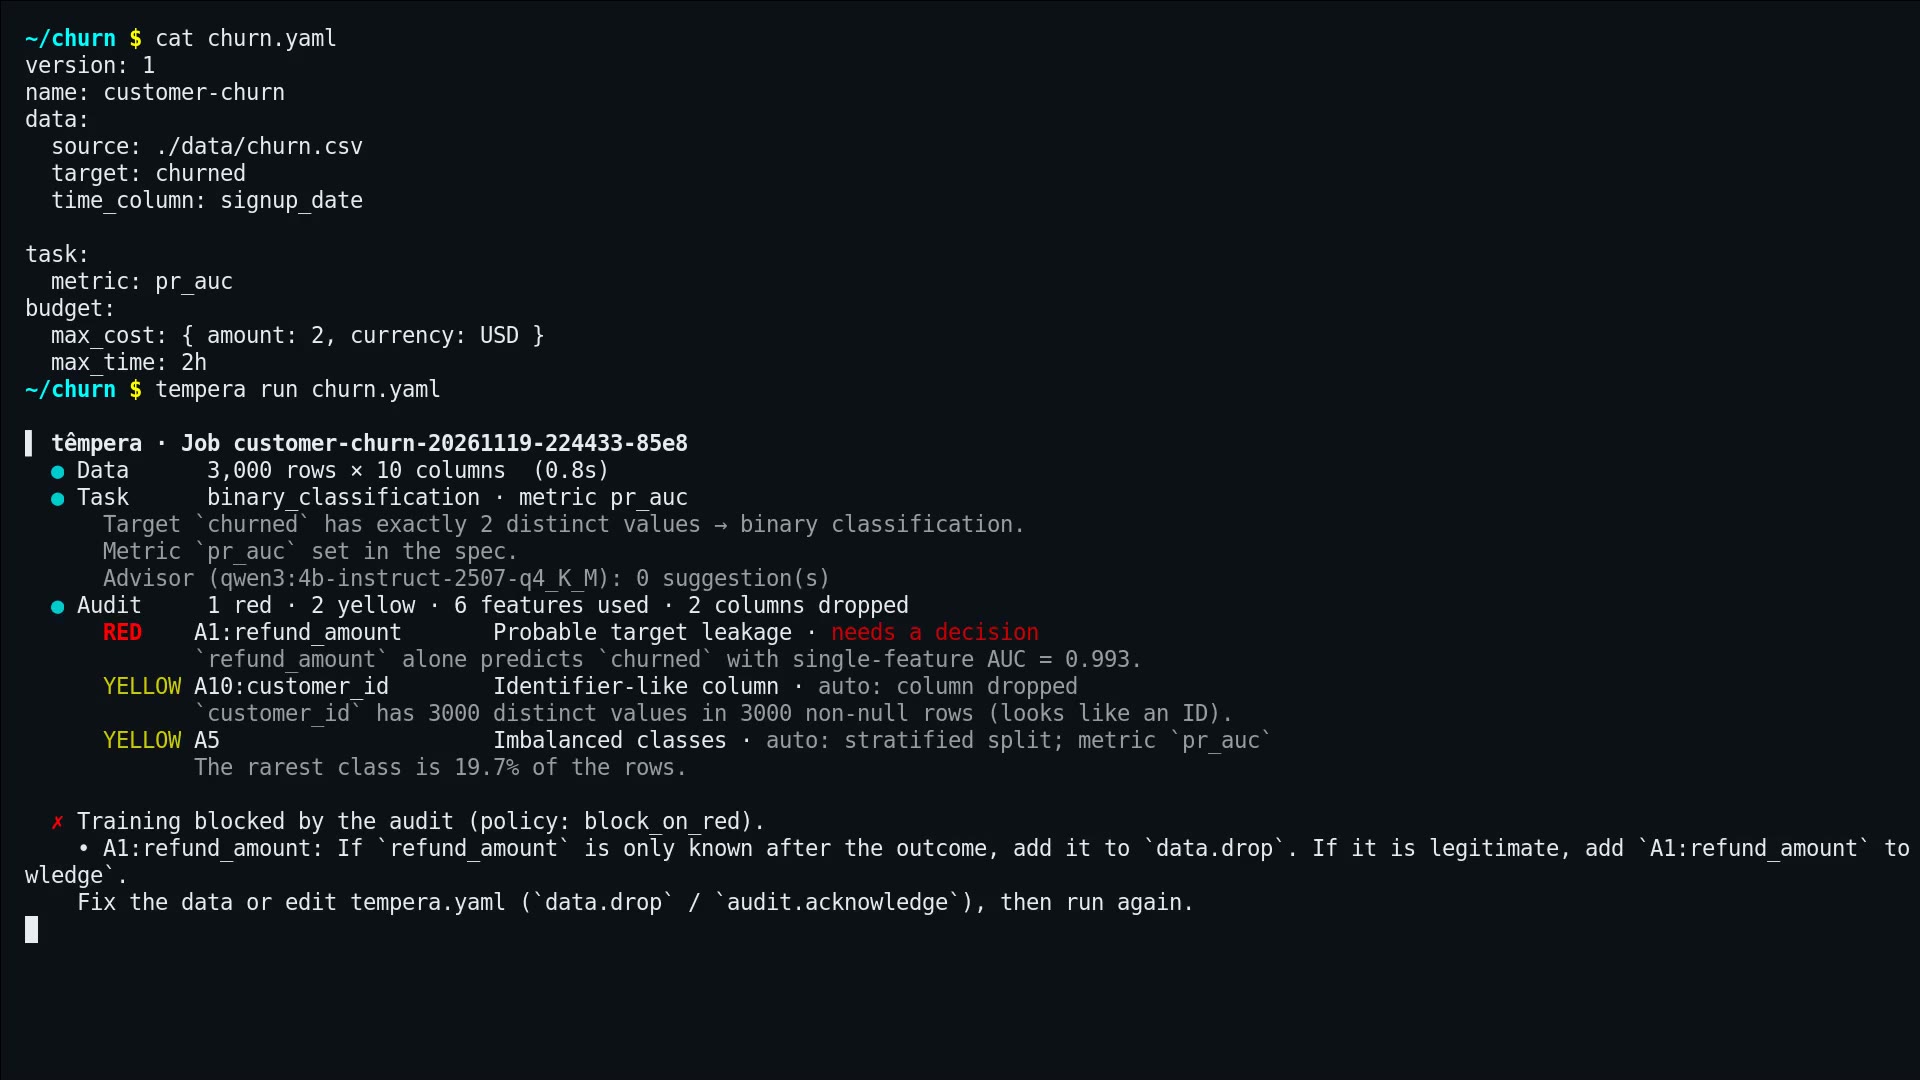 ~/churn $ cat churn.yaml
version: 1
name: customer-churn
data:
  source: ./data/churn.csv
  target: churned
  time_column: signup_date

task:
  metric: pr_auc
budget:
  max_cost: { amount: 2, currency: USD }
  max_time: 2h
~/churn $ tempera run churn.yaml

▌ têmpera · Job customer-churn-20261119-224433-85e8
  ● Data      3,000 rows × 10 columns  (0.8s)
  ● Task      binary_classification · metric pr_auc
      Target `churned` has exactly 2 distinct values → binary classification.
      Metric `pr_auc` set in the spec.
      Advisor (qwen3:4b-instruct-2507-q4_K_M): 0 suggestion(s)
  ● Audit     1 red · 2 yellow · 6 features used · 2 columns dropped
      RED    A1:refund_amount       Probable target leakage · needs a decision
             `refund_amount` alone predicts `churned` with single-feature AUC = 0.993.
      YELLOW A10:customer_id        Identifier-like column · auto: column dropped
             `customer_id` has 3000 distinct values in 3000 non-null rows (looks like an ID).
      YELLOW A5                     Imbalanced classes · auto: stratified split; metric `pr_auc`
             The rarest class is 19.7% of the rows.

  ✗ Training blocked by the audit (policy: block_on_red).
    • A1:refund_amount: If `refund_amount` is only known after the outcome, add it to `data.drop`. If it is legitimate, add `A1:refund_amount` to
wledge`.
    Fix the data or edit tempera.yaml (`data.drop` / `audit.acknowledge`), then run again.